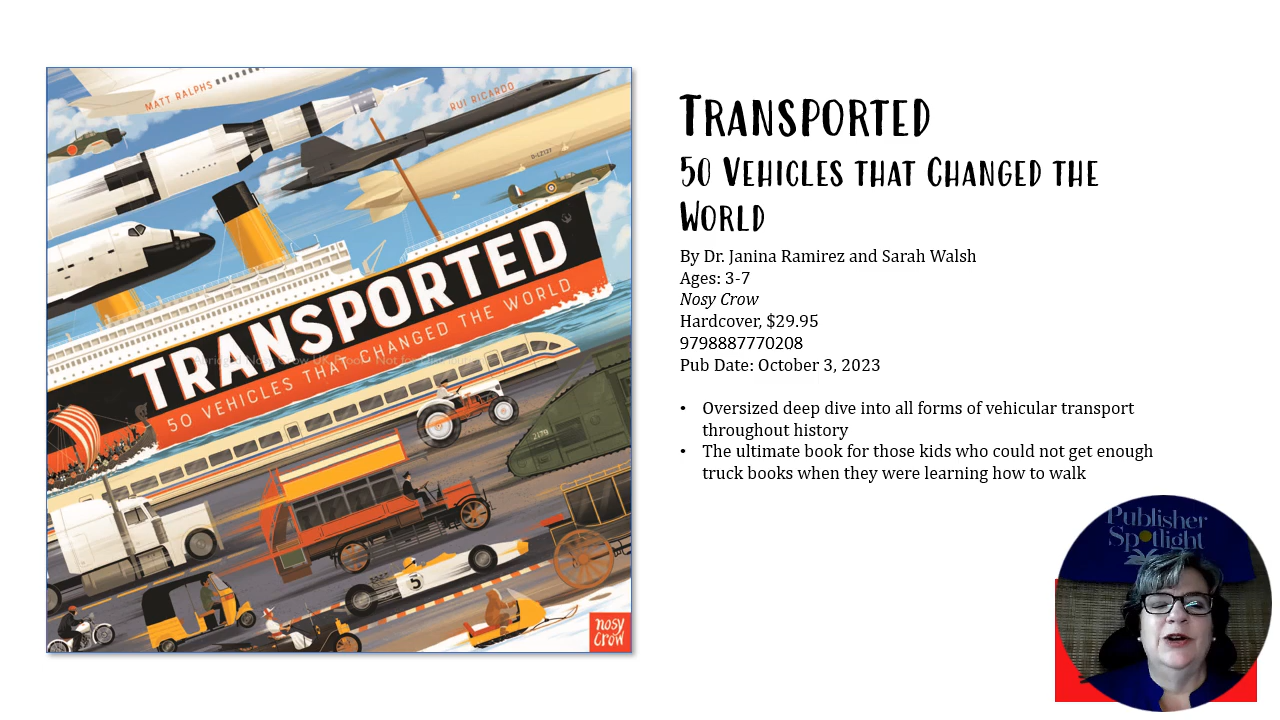 MATT RALPHS
RUI RICARDO
D-LZ127
TRANSPORTED
50 VEHICLES THAT CHANGED THE WORLD
2179
5
nosy
crow
TRANSPORTED
50 VEHICLES THAT CHANGED THE
WORLD
By Dr. Janina Ramirez and Sarah Walsh
Ages: 3-7
Nosy Crow
Hardcover, $29.95
9798887770208
Pub Date: October 3, 2023
• Oversized deep dive into all forms of vehicular transport
throughout history
• The ultimate book for those kids who could not get enough
truck books when they were learning how to walk
Publisher
Spotlight